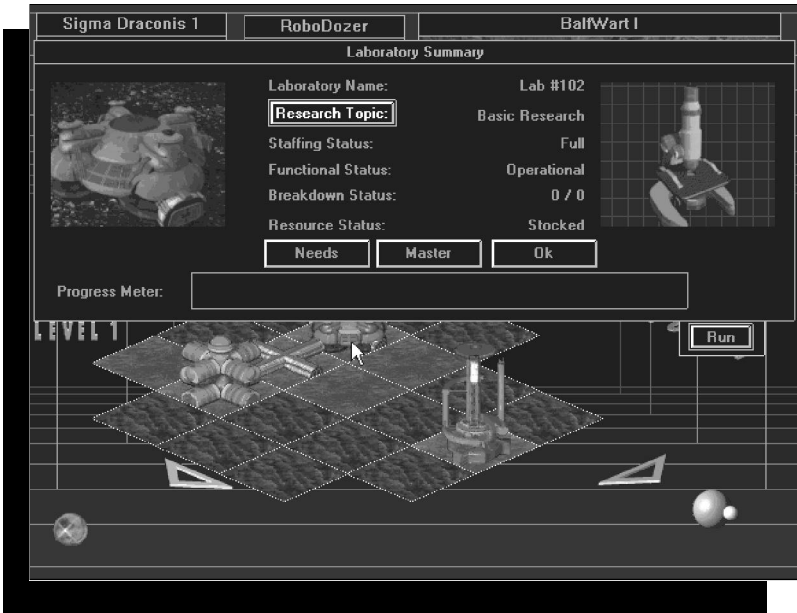 Sigma Draconis 1
RoboDozer
BalfWart I
Laboratory Summary
Laboratory Name: Lab #102
Research Topic: Basic Research
Staffing Status: Full
Functional Status: Operational
Breakdown Status: 0 / 0
Resource Status: Stocked
Needs Master Ok
Progress Meter:
LEVEL 1
Run